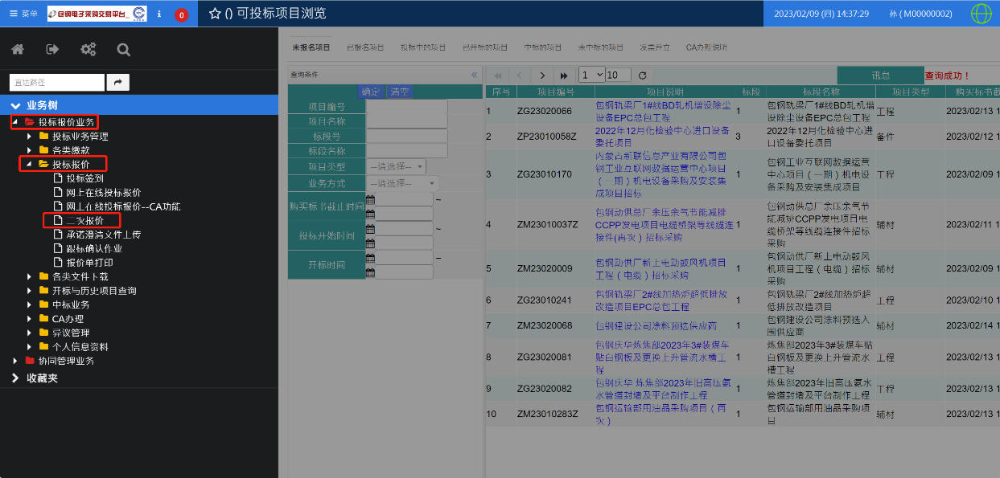 菜单
包钢电子采购交易平台
0
() 可投标项目浏览
2023/02/09 (四) 14:37:29
孙 ( M00000002)
直达路径
业务树
投标报价业务
投标业务管理
各类缴款
投标报价
投标签到
网上在线投标报价
网上在线投标报价--CA功能
二次报价
承诺澄清文件上传
跟标确认作业
报价单打印
各类文件下载
开标与历史项目查询
中标业务
CA办理
异议管理
个人信息资料
协同管理业务
收藏夹
未报名项目 已报名项目 投标中的项目 已开标的项目 中标的项目 未中标的项目 发票开立 CA办理说明
查询条件
确定 清空
项目编号
项目名称
标段号
标段名称
项目类型 --请选择--
业务方式 --请选择--
购买标书截止时间 ~
投标开始时间 ~
开标时间 ~
1 10
讯息 查询成功！
序号 项目编号 项目说明 标段 标段名称 项目类型 购买标书截
1 ZG23020066 包钢轨梁厂1#线BD轧机增设除尘设备EPC总包工程 1 包钢轨梁厂1#线BD轧机增设除尘设备EPC总包工程 工程 2023/02/13 1
2 ZP23010058Z 2022年12月化检验中心进口设备委托项目 3 2022年12月化检验中心进口设备委托项目 备件 2023/02/12 1
3 ZG23010170 内蒙古新联信息产业有限公司包钢工业互联网数据运营中心项目（一期）机电设备采购及安装集成项目招标 1 包钢工业互联网数据运营中心项目（一期）机电设备采购及安装集成项目 工程 2023/02/09 1
4 ZM23010037Z 包钢动供总厂余压余气节能减排CCPP发电项目电缆桥架等线缆连接件(再次）招标采购 1 包钢动供总厂余压余气节能减排CCPP发电项目电缆桥架等线缆连接件招标采购 辅材 2023/02/11 1
5 ZM23020009 包钢动供厂新上电动鼓风机项目工程（电缆）招标采购 1 包钢动供厂新上电动鼓风机项目工程（电缆）招标采购 辅材 2023/02/09 1
6 ZG23010241 包钢轨梁厂2#线加热炉超低排放改造项目EPC总包工程 1 包钢轨梁厂2#线加热炉超低排放改造项目 工程 2023/02/10 1
7 ZM23020068 包钢建设公司涂料预选供应商 1 包钢建设公司涂料预选入围供应商 辅材 2023/02/14 1
8 ZG23020081 包钢庆华炼焦部2023年3#装煤车贴白钢板及更换上升管流水槽工程 1 炼焦部2023年3#装煤车贴白钢板及更换上升管流水槽工程 工程 2023/02/13 1
9 ZG23020082 包钢庆华 炼焦部2023年旧高压氨水管道封堵及平台制作工程 1 炼焦部2023年旧高压氨水管道封堵及平台制作工程 工程 2023/02/13 1
10 ZM23010283Z 包钢运输部用油品采购项目（再次） 1 包钢运输部用油品采购项目 辅材 2023/02/13 1